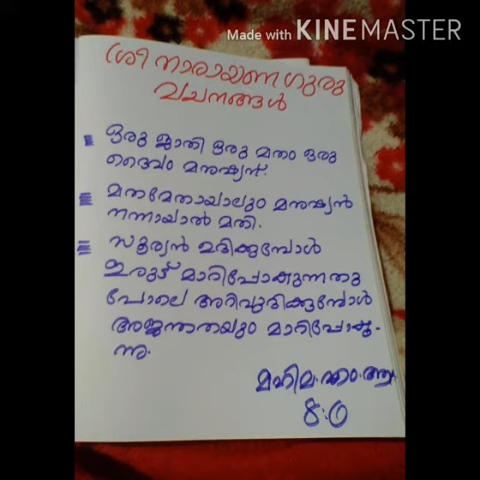 Made with KINEMASTER
ശ്രീ നാരായണ ഗുരു
വചനങ്ങൾ
ഒരു ജാതി ഒരു മതം ഒരു
ദൈവം മനുഷ്യന്.
മതമേതായാലും മനുഷ്യൻ
നന്നായാൽ മതി.
സൂര്യൻ ഉദിക്കുമ്പോൾ
ഇരുട്ട് മാറിപ്പോകുന്നതു
പോലെ അറിവുദിക്കുമ്പോൾ
അജ്ഞതയും മാറിപ്പോകു-
ന്നു.
മഹിമ